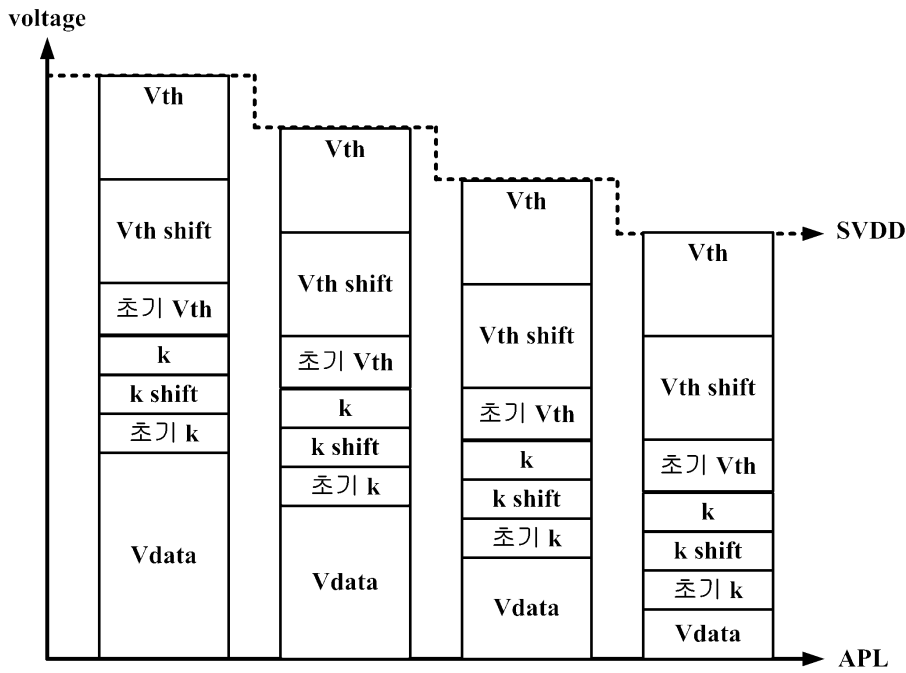 voltage
Vth
Vth shift
초기 Vth
k
k shift
초기 k
Vdata
Vth
Vth shift
초기 Vth
k
k shift
초기 k
Vdata
Vth
Vth shift
초기 Vth
k
k shift
초기 k
Vdata
Vth
Vth shift
초기 Vth
k
k shift
초기 k
Vdata
SVDD
APL